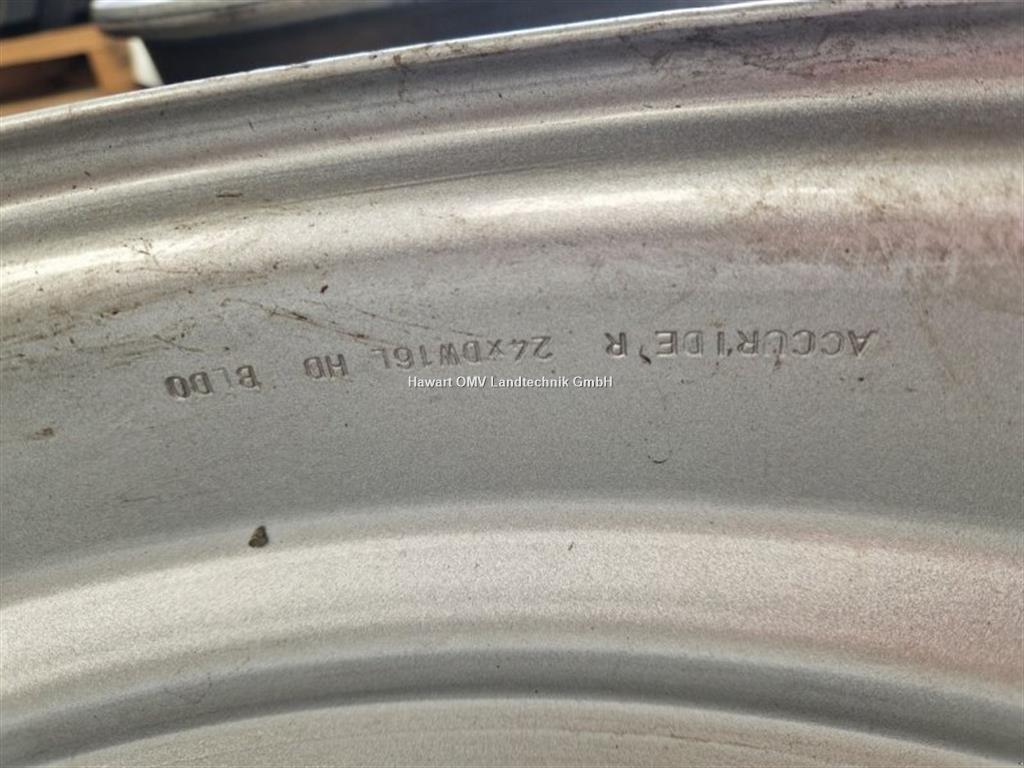 ACCURIDE R 24xDW16L HD BLDO
Hawart OMV Landtechnik GmbH